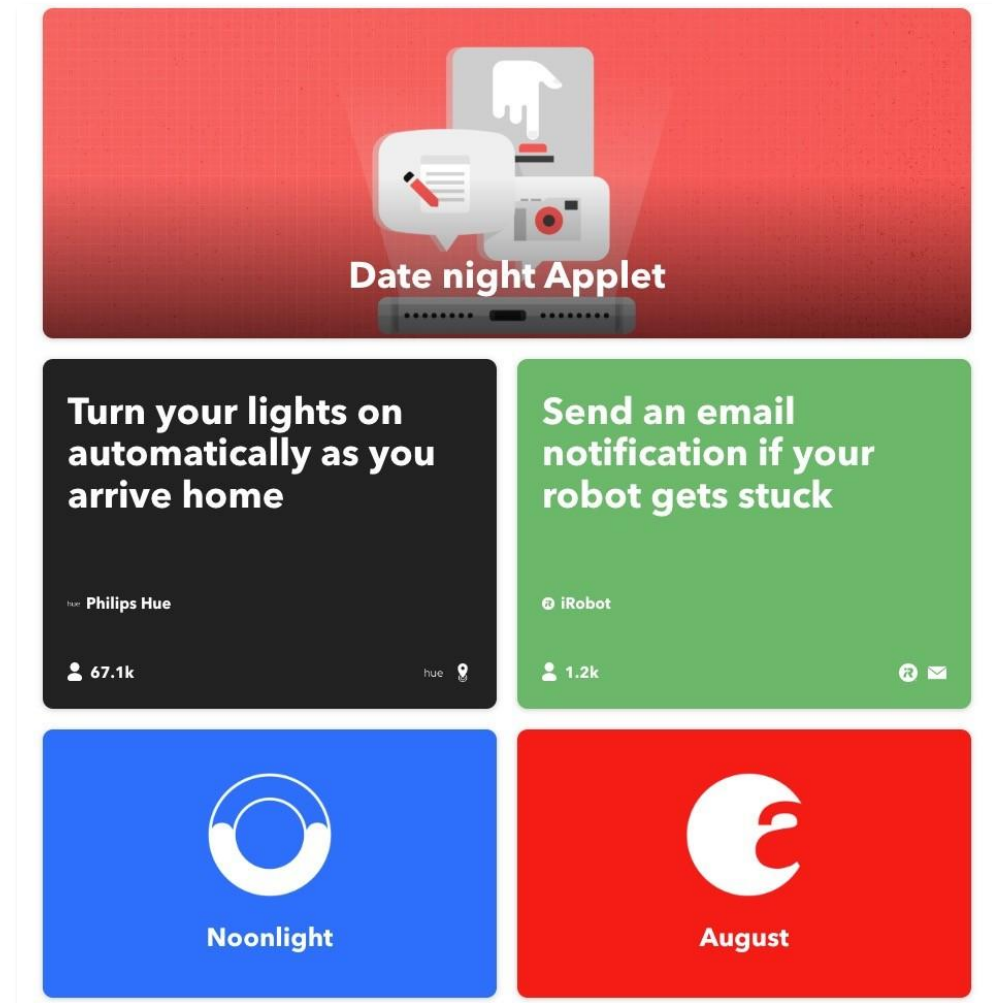 Date night Applet
Turn your lights on
automatically as you
arrive home
hue Philips Hue
67.1k
hue
Send an email
notification if your
robot gets stuck
iRobot
1.2k
Noonlight
August